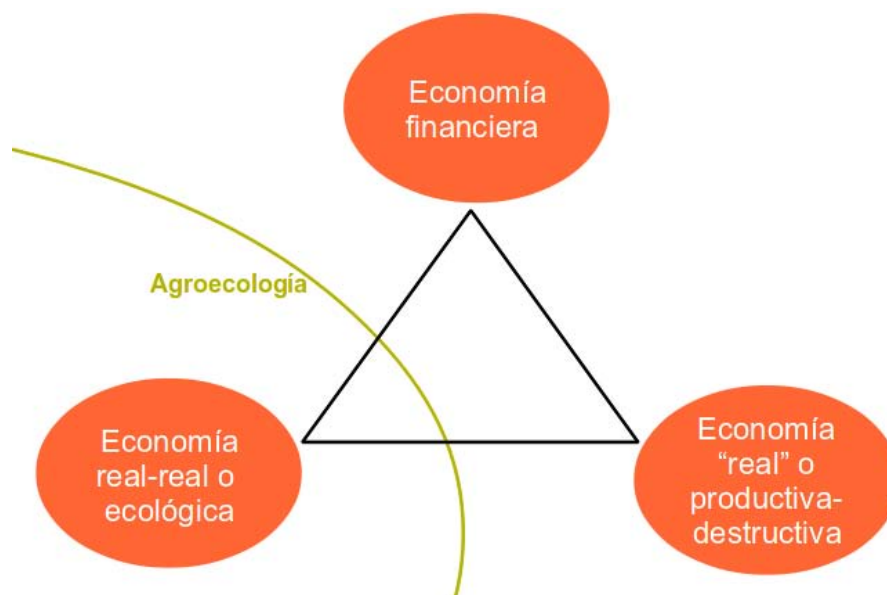 Economía
financiera
Agroecología
Economía
real-real o
ecológica
Economía
“real” o
productiva-
destructiva